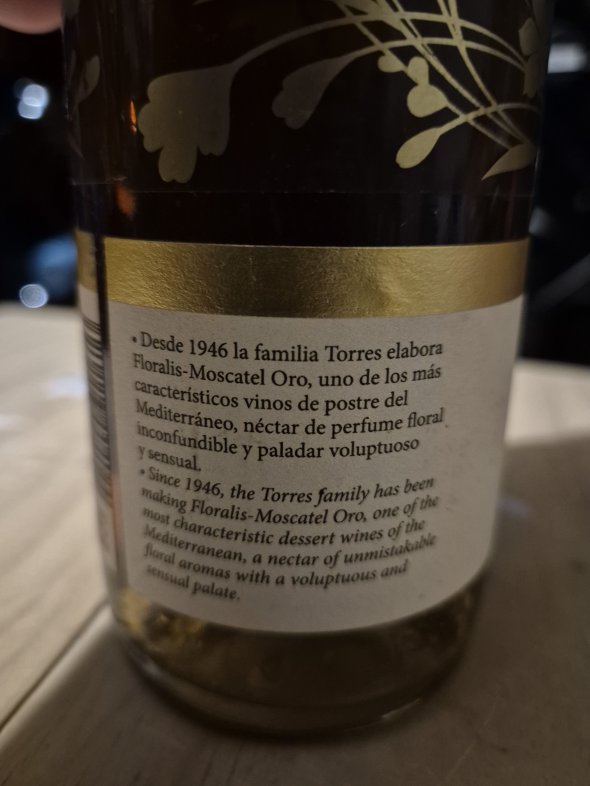 • Desde 1946 la familia Torres elabora
Floralis-Moscatel Oro, uno de los más
característicos vinos de postre del
Mediterráneo, néctar de perfume floral
inconfundible y paladar voluptuoso
y sensual.
• Since 1946, the Torres family has been
making Floralis-Moscatel Oro, one of the
most characteristic dessert wines of the
Mediterranean, a nectar of unmistakable
floral aromas with a voluptuous and
sensual palate.